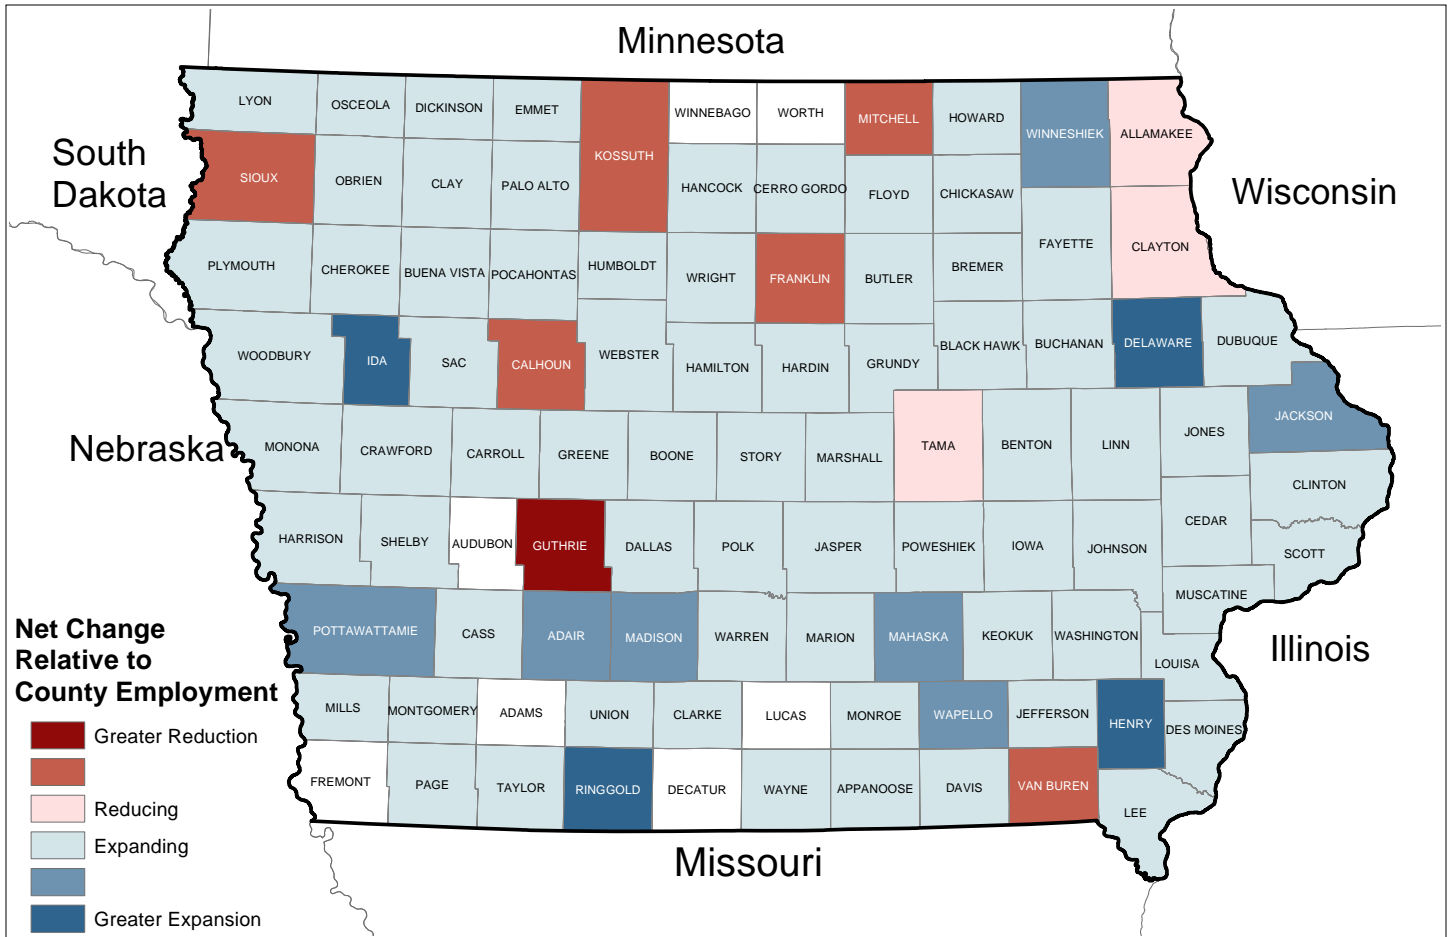 Minnesota
LYON
OSCEOLA
DICKINSON
EMMET
KOSSUTH
WINNEBAGO
WORTH
MITCHELL
HOWARD
WINNESHIEK
ALLAMAKEE
South
Dakota
SIOUX
OBRIEN
CLAY
PALO ALTO
HANCOCK
CERRO GORDO
FLOYD
CHICKASAW
Wisconsin
PLYMOUTH
CHEROKEE
BUENA VISTA
POCAHONTAS
HUMBOLDT
WRIGHT
FRANKLIN
BUTLER
BREMER
FAYETTE
CLAYTON
WOODBURY
IDA
SAC
CALHOUN
WEBSTER
HAMILTON
HARDIN
GRUNDY
BLACK HAWK
BUCHANAN
DELAWARE
DUBUQUE
Nebraska
MONONA
CRAWFORD
CARROLL
GREENE
BOONE
STORY
MARSHALL
TAMA
BENTON
LINN
JONES
JACKSON
CLINTON
HARRISON
SHELBY
AUDUBON
GUTHRIE
DALLAS
POLK
JASPER
POWESHIEK
IOWA
JOHNSON
CEDAR
SCOTT
MUSCATINE
POTTAWATTAMIE
CASS
ADAIR
MADISON
WARREN
MARION
MAHASKA
KEOKUK
WASHINGTON
LOUISA
Illinois
MILLS
MONTGOMERY
ADAMS
UNION
CLARKE
LUCAS
MONROE
WAPELLO
JEFFERSON
HENRY
DES MOINES
FREMONT
PAGE
TAYLOR
RINGGOLD
DECATUR
WAYNE
APPANOOSE
DAVIS
VAN BUREN
LEE
Missouri
Net Change
Relative to
County Employment
Greater Reduction
Reducing
Expanding
Greater Expansion